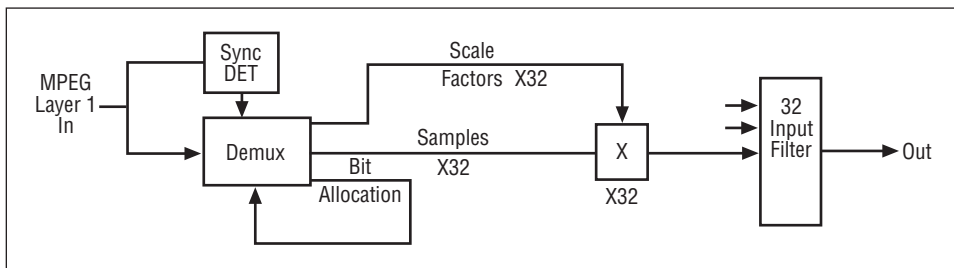 MPEG
Layer 1
In
Sync
DET
Demux
Scale
Factors X32
Samples
X32
Bit
Allocation
X
X32
32
Input
Filter
Out